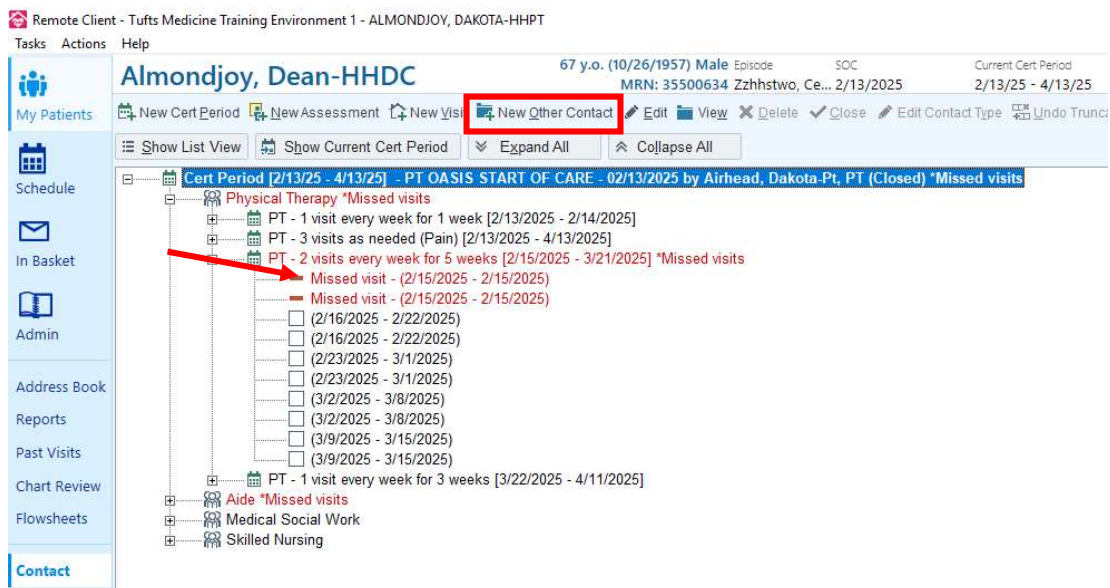 Remote Client - Tufts Medicine Training Environment 1 - ALMONDJOY, DAKOTA-HHPT
Tasks Actions Help
Almondjoy, Dean-HHDC
67 y.o. (10/26/1957) Male Episode SOC Current Cert Period
MRN: 35500634 Zzhhstwo, Ce... 2/13/2025 2/13/25 - 4/13/25
My Patients
New Cert Period New Assessment New Visi New Other Contact Edit View Delete Close Edit Contact Type Undo Trunca
Show List View Show Current Cert Period Expand All Collapse All
Schedule
In Basket
Admin
Address Book
Reports
Past Visits
Chart Review
Flowsheets
Contact
Cert Period [2/13/25 - 4/13/25] - PT OASIS START OF CARE - 02/13/2025 by Airhead, Dakota-Pt, PT (Closed) *Missed visits
Physical Therapy *Missed visits
PT - 1 visit every week for 1 week [2/13/2025 - 2/14/2025]
PT - 3 visits as needed (Pain) [2/13/2025 - 4/13/2025]
PT - 2 visits every week for 5 weeks [2/15/2025 - 3/21/2025] *Missed visits
Missed visit - (2/15/2025 - 2/15/2025)
Missed visit - (2/15/2025 - 2/15/2025)
(2/16/2025 - 2/22/2025)
(2/16/2025 - 2/22/2025)
(2/23/2025 - 3/1/2025)
(2/23/2025 - 3/1/2025)
(3/2/2025 - 3/8/2025)
(3/2/2025 - 3/8/2025)
(3/9/2025 - 3/15/2025)
(3/9/2025 - 3/15/2025)
PT - 1 visit every week for 3 weeks [3/22/2025 - 4/11/2025]
Aide *Missed visits
Medical Social Work
Skilled Nursing